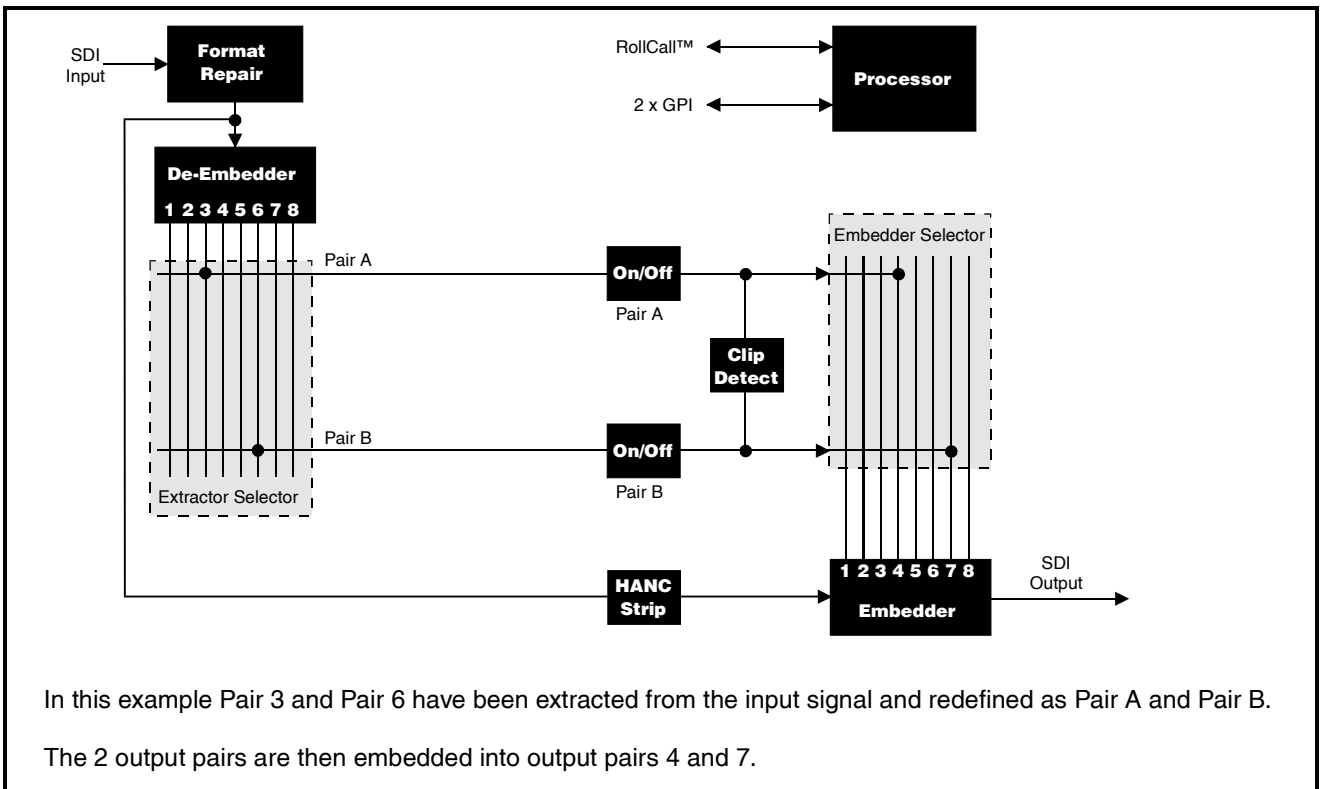 SDI
Input
Format
Repair
RollCall™
2 x GPI
Processor
De-Embedder
1 2 3 4 5 6 7 8
Pair A
On/Off
Pair A
Embedder Selector
Clip
Detect
Pair B
On/Off
Pair B
Extractor Selector
HANC
Strip
1 2 3 4 5 6 7 8
Embedder
SDI
Output
In this example Pair 3 and Pair 6 have been extracted from the input signal and redefined as Pair A and Pair B.
The 2 output pairs are then embedded into output pairs 4 and 7.